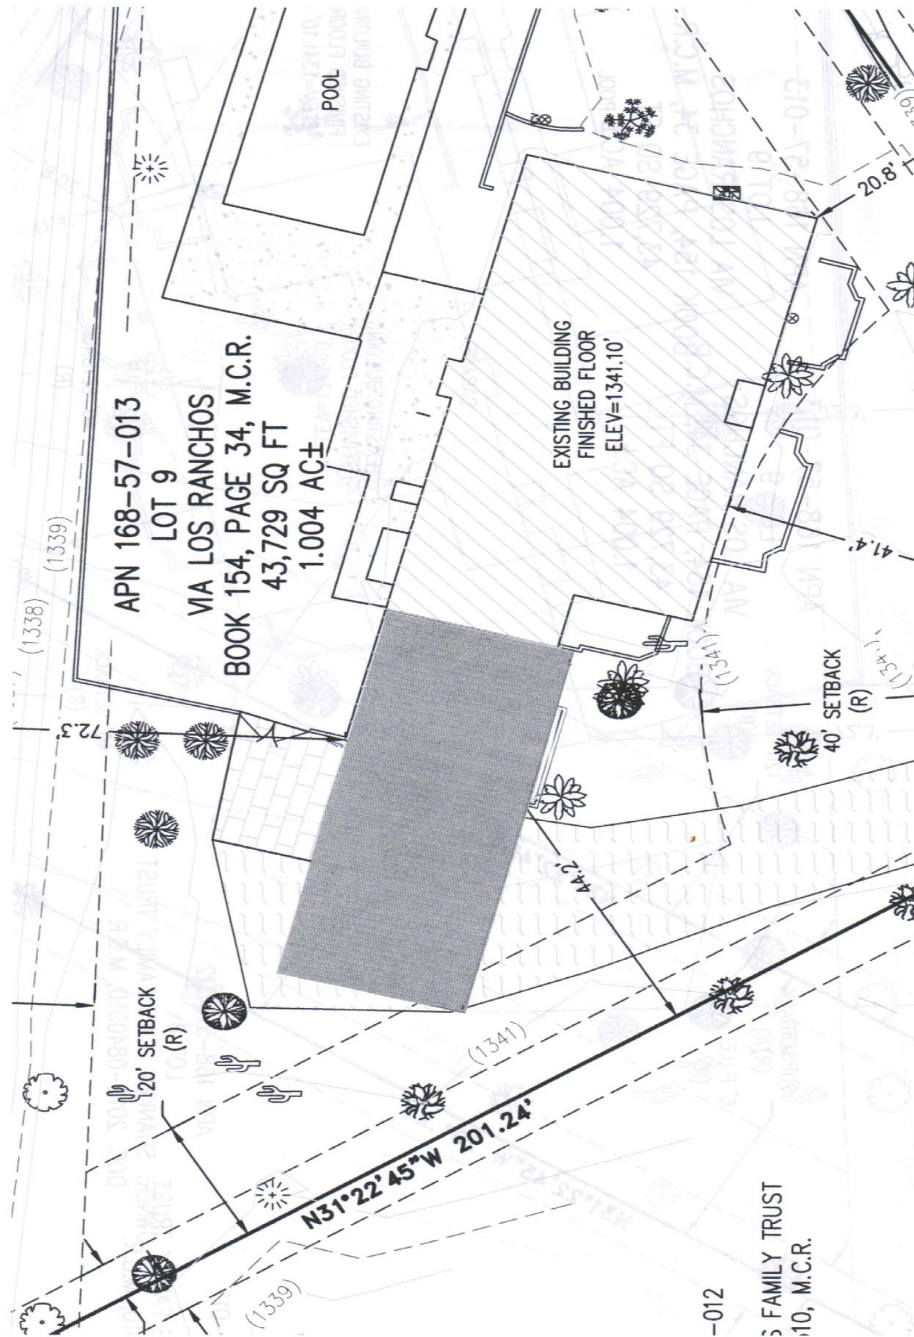 POOL
APN 168-57-013
LOT 9
VIA LOS RANCHOS
BOOK 154, PAGE 34, M.C.R.
43,729 SQ FT
1.004 AC±
(1338)
(1339)
20.8'
EXISTING BUILDING
FINISHED FLOOR
ELEV=1341.10'
41.4'
72.3'
(1341)
40' SETBACK
(R)
44.2'
20' SETBACK
(R)
(1341)
N31°22'45"W 201.24'
(1339)
-012
FAMILY TRUST
M.C.R.